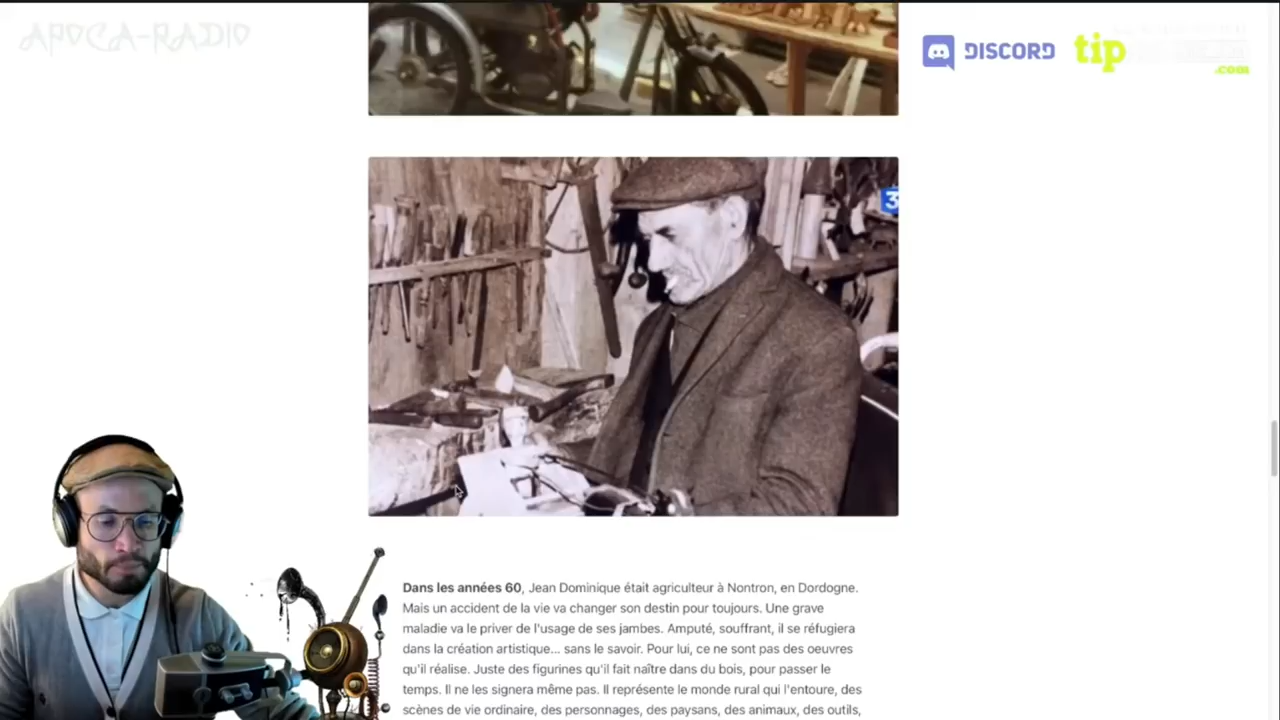 APOCA-RADIO
DISCORD
tip
.com
3
Dans les années 60, Jean Dominique était agriculteur à Nontron, en Dordogne.
Mais un accident de la vie va changer son destin pour toujours. Une grave
maladie va le priver de l'usage de ses jambes. Amputé, souffrant, il se réfugiera
dans la création artistique... sans le savoir. Pour lui, ce ne sont pas des oeuvres
qu'il réalise. Juste des figurines qu'il fait naître dans du bois, pour passer le
temps. Il ne les signera même pas. Il représente le monde rural qui l'entoure, des
scènes de vie ordinaire, des personnages, des paysans, des animaux, des outils,